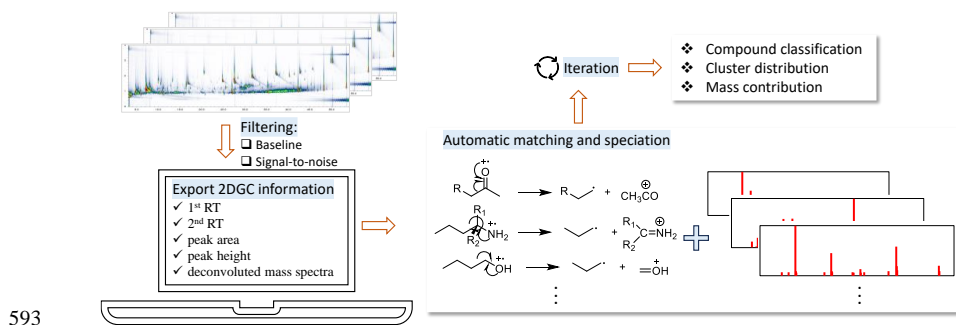 Filtering:
❑ Baseline
❑ Signal-to-noise
Export 2DGC information
✓ 1st RT
✓ 2nd RT
✓ peak area
✓ peak height
✓ deconvoluted mass spectra
Iteration
❖ Compound classification
❖ Cluster distribution
❖ Mass contribution
Automatic matching and speciation
R
O
R
+
CH3CO
R1
R2
NH2
+
R1
C=NH2
R2
OH
+
=OH
593